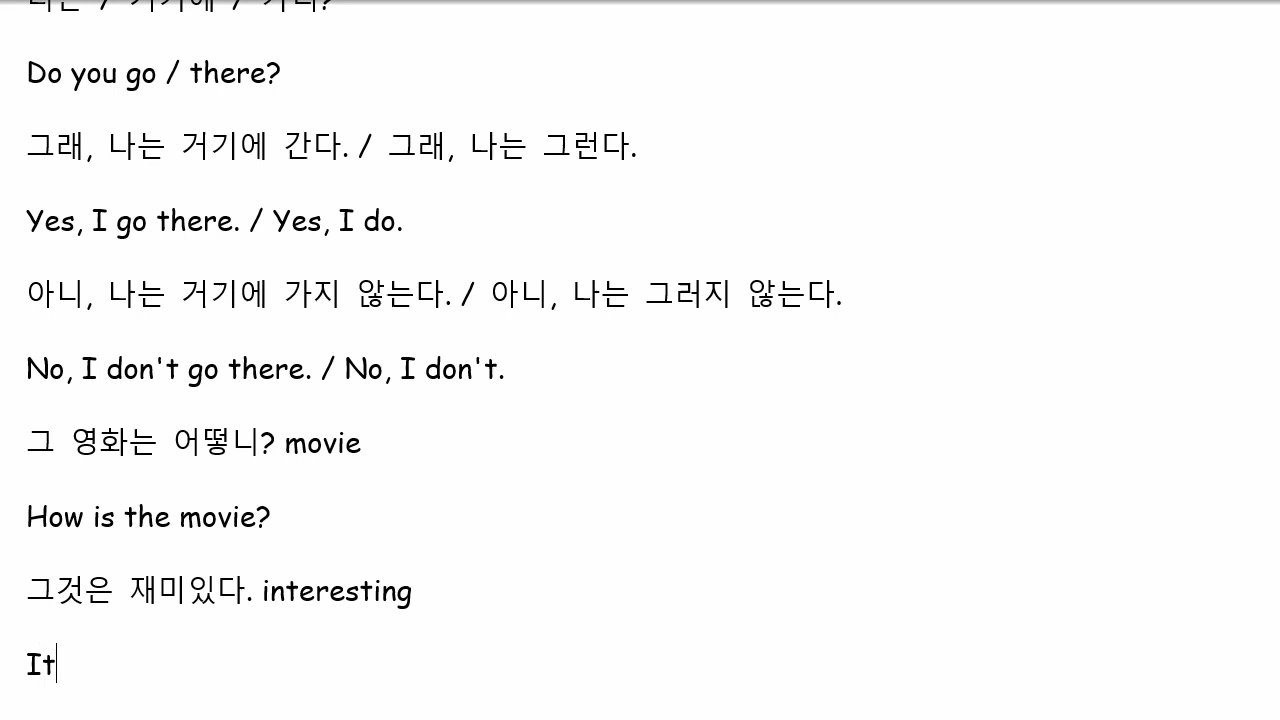 Do you go / there?
그래, 나는 거기에 간다. / 그래, 나는 그런다.
Yes, I go there. / Yes, I do.
아니, 나는 거기에 가지 않는다. / 아니, 나는 그러지 않는다.
No, I don't go there. / No, I don't.
그 영화는 어떻니? movie
How is the movie?
그것은 재미있다. interesting
It